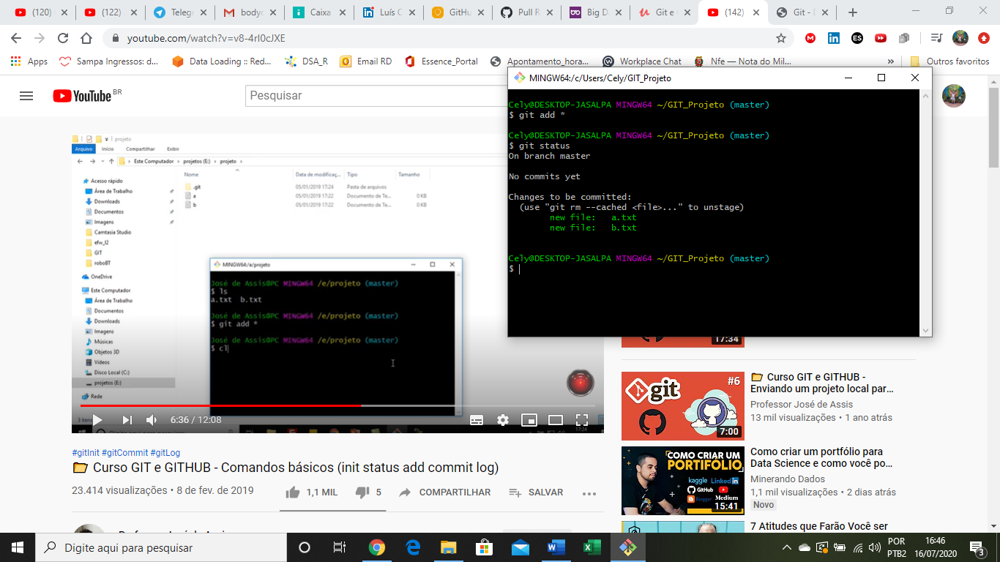 (120)
(122)
Telegr
bodyc
Caixa
Luís C
GitHu
Pull R
Big Da
Git e
(142)
Git - D
youtube.com/watch?v=v8-4rI0cJXE
Apps
Sampa Ingressos: d...
Data Loading :: Red...
DSA_R
Email RD
Essence_Portal
Apontamento_hora...
Workplace Chat
Nfe — Nota do Mil...
»
Outros favoritos
YouTube BR
Pesquisar
projeto
Arquivo Início Compartilhar Exibir
Este Computador › projetos (E:) › projeto ›
Nome Data de modificaç... Tipo Tamanho
.git 05/01/2019 17:24 Pasta de arquivos
a 05/01/2019 17:22 Documento de Te... 0 KB
b 05/01/2019 17:22 Documento de Te... 0 KB
Acesso rápido
Área de Trabalho
Downloads
Documentos
Imagens
Camtasia Studio
efw_l2
GIT
roboBT
OneDrive
Este Computador
Área de Trabalho
Documentos
Downloads
Imagens
Músicas
Objetos 3D
Vídeos
Disco Local (C:)
projetos (E:)
Rede
MINGW64:/e/projeto
José de Assis@PC MINGW64 /e/projeto (master)
$ ls
a.txt b.txt
José de Assis@PC MINGW64 /e/projeto (master)
$ git add *
José de Assis@PC MINGW64 /e/projeto (master)
$ cl
6:36 / 12:08
17:24
#gitInit #gitCommit #gitLog
Curso GIT e GITHUB - Comandos básicos (init status add commit log)
23.414 visualizações • 8 de fev. de 2019
1,1 MIL 5 COMPARTILHAR SALVAR
MINGW64:/c/Users/Cely/GIT_Projeto
Cely@DESKTOP-JASALPA MINGW64 ~/GIT_Projeto (master)
$ git add *
Cely@DESKTOP-JASALPA MINGW64 ~/GIT_Projeto (master)
$ git status
On branch master
No commits yet
Changes to be committed:
(use "git rm --cached <file>..." to unstage)
new file: a.txt
new file: b.txt
Cely@DESKTOP-JASALPA MINGW64 ~/GIT_Projeto (master)
$
17:34
git
#6
7:00
Curso GIT e GITHUB -
Enviando um projeto local par...
Professor José de Assis
13 mil visualizações • 1 ano atrás
COMO CRIAR UM
PORTIFÓLIO
kaggle LinkedIn
GitHub YouTube
Blogger Medium
15:41
Como criar um portfólio para
Data Science e como você po...
Minerando Dados
1,1 mil visualizações • 2 dias atrás
Novo
7 Atitudes que Farão Você ser
Digite aqui para pesquisar
POR
PTB2
16:46
16/07/2020
3